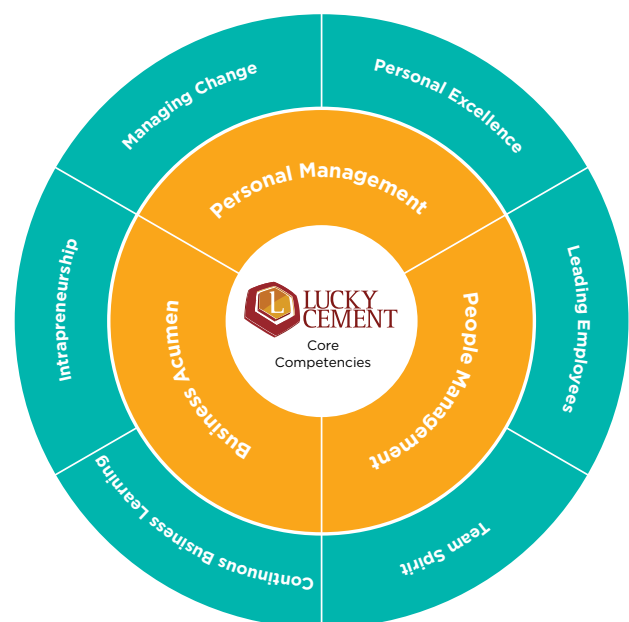 Managing Change
Personal Excellence
Personal Management
Intrapreneurship
Leading Employees
L
LUCKY
CEMENT
Core
Competencies
Business Acumen
People Management
Continuous Business Learning
Team Spirit